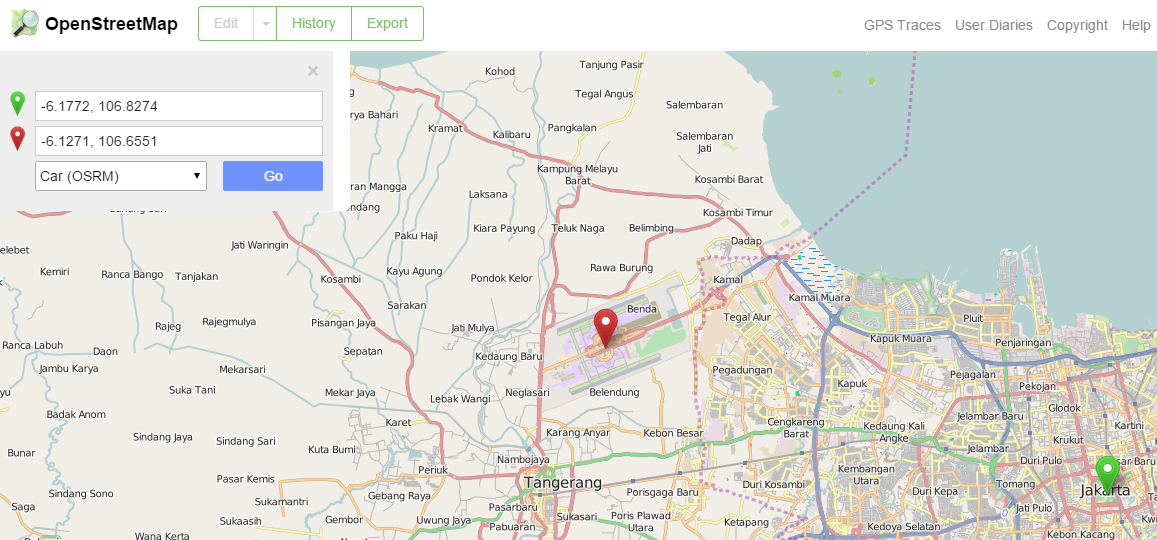 OpenStreetMap Edit History Export GPS Traces User Diaries Copyright Help
-6.1772, 106.8274
-6.1271, 106.6551
Car (OSRM) Go
Tanjung Pasir
Kohod
Tegal Angus
Salembaran
Kramat Kalibaru Pangkalan
Salembaran
Jati
Kampung Melayu
Barat
Kosambi Barat
Laksana
Kosambi Timur
Paku Haji Kiara Payung Teluk Naga Belimbing
Dadap
Jati Waringin
Kemiri Ranca Bango Tanjakan Kosambi Kayu Agung Pondok Kelor Rawa Burung
Kamal
Kamal Muara
Sarakan
Benda
Rajeg Rajegmulya Pisangan Jaya Jati Mulya Tegal Alur Pluit
Kapuk Muara Penjaringan
Ranca Labuh Daon Sepatan Kedaung Baru
Jambu Karya Mekarsari Pegadungan Pejagalan
Suka Tani Mekar Jaya Lebak Wangi Neglasari Belendung Kapuk Pekojan
Badak Anom Glodok
Karet Cengkareng
Barat
Jelambar Baru Kartini
Sindang Jaya Sindang Sari Karang Anyar Kebon Besar Kedaung Kali
Angke
Krukut
Bunar Kuta Bumi Nambojaya Jelambar Duri Pulo
Periuk Kembangan
Utara
Pasar Kemis Tangerang Duri Kosambi Duri Kepa Tomang Jakarta
Sindang Sono Gebang Raya Porisgaga Baru
Sukamantri Pasarbaru Jati Pulo
Saga Sukaasih Gembor Uwung Jaya Sukasari Poris Plawad
Utara
Ketapang Kedoya Selatan
Pabuaran
Wana Kerta Kebon Kacang